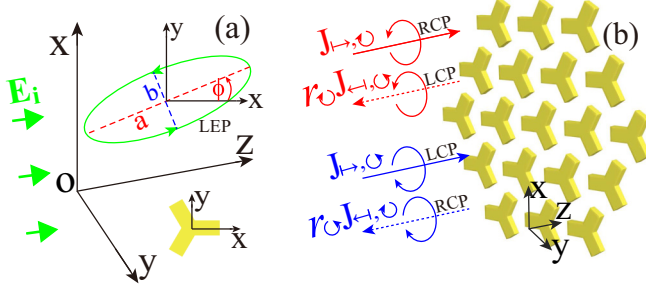 (a)
x
y
x
ϕ
b
a
LEP
E_i
z
o
y
y
x
(b)
J_↦,↻
RCP
r_↻J_↤,↺
LCP
J_↦,↺
LCP
r_↺J_↤,↻
RCP
x
z
y